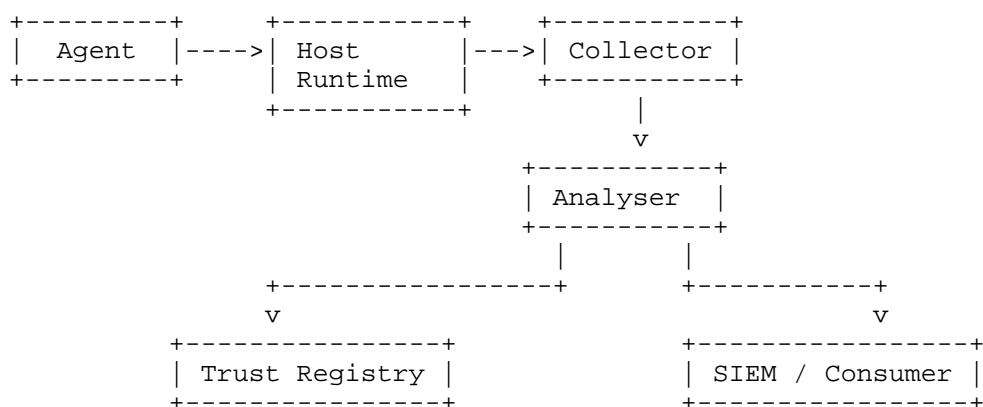 Agent Host Collector
Runtime
v
Analyser
v v
Trust Registry SIEM / Consumer